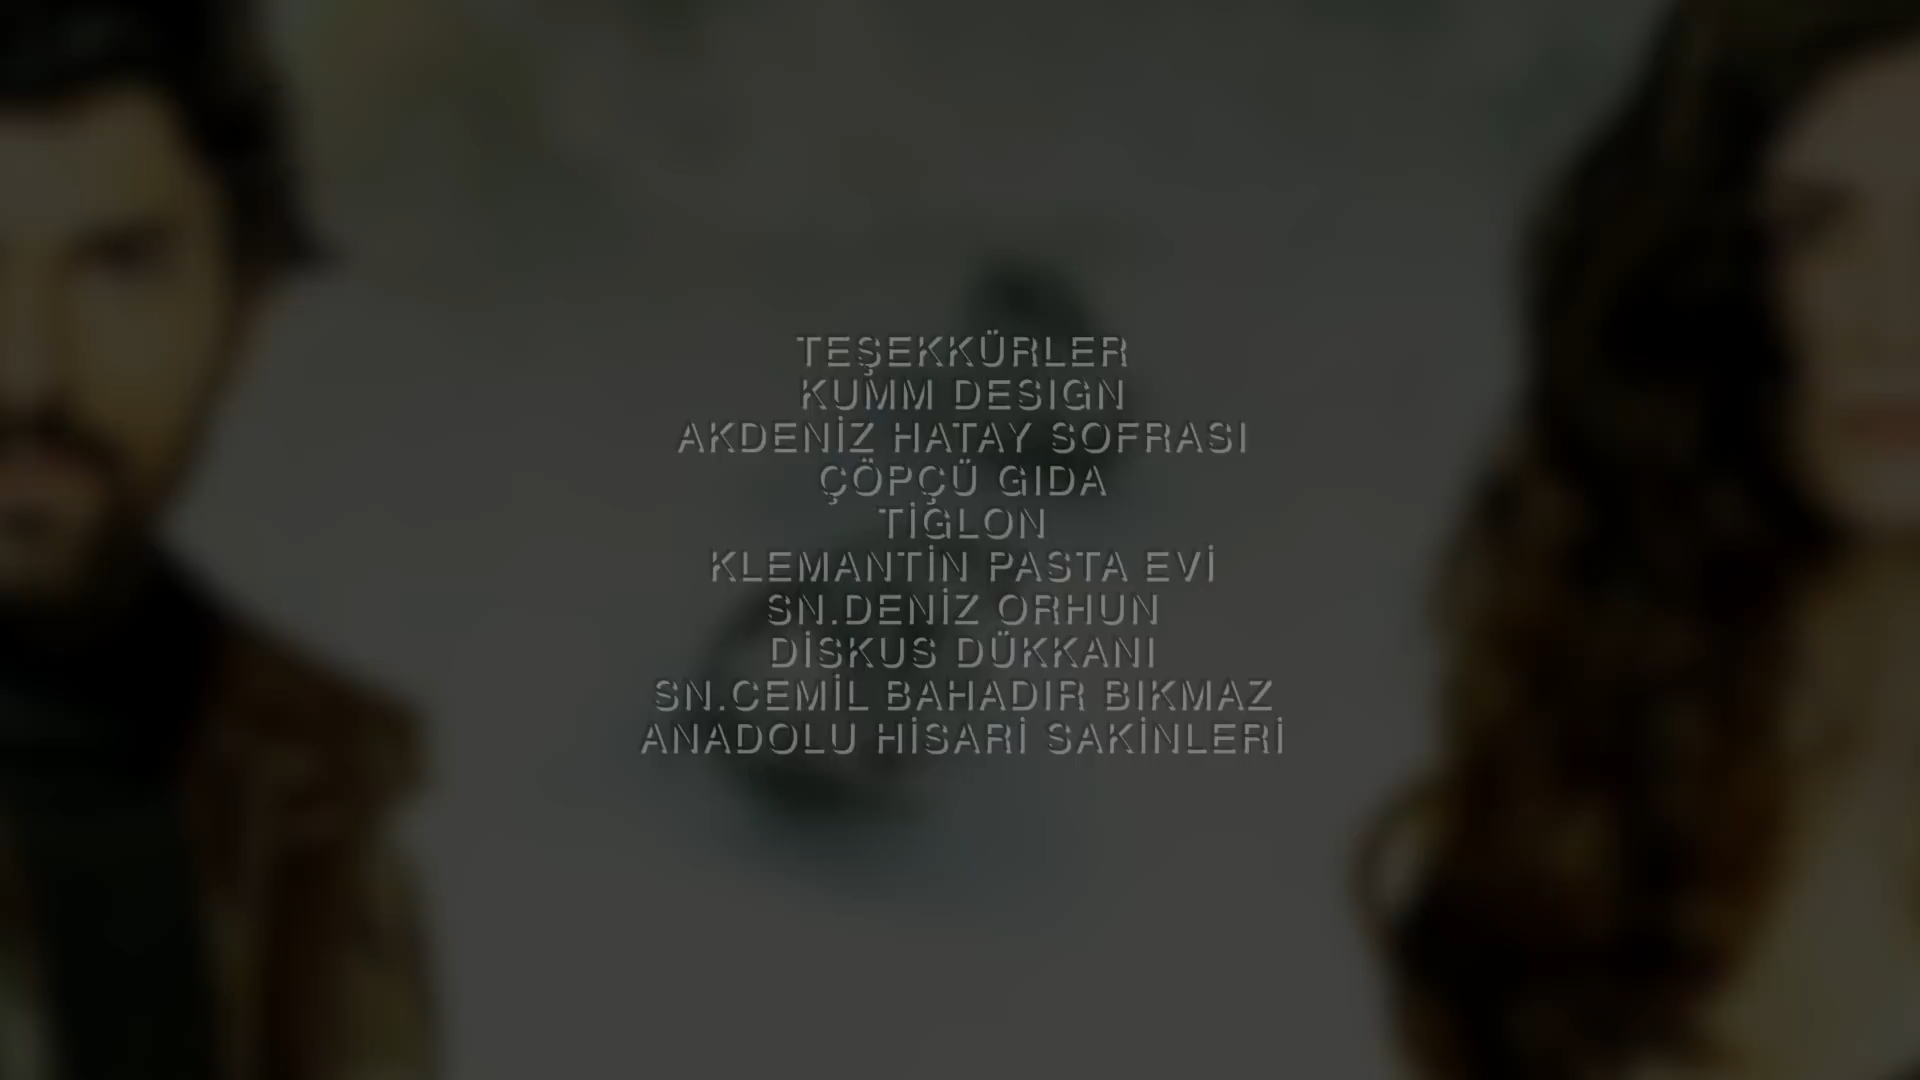 TEŞEKKÜRLER
KUMM DESIGN
AKDENİZ HATAY SOFRASI
ÇÖPÇÜ GIDA
TİGLON
KLEMANTİN PASTA EVİ
SN.DENİZ ORHUN
DİSKUS DÜKKANI
SN.CEMİL BAHADIR BIKMAZ
ANADOLU HİSARİ SAKİNLERİ